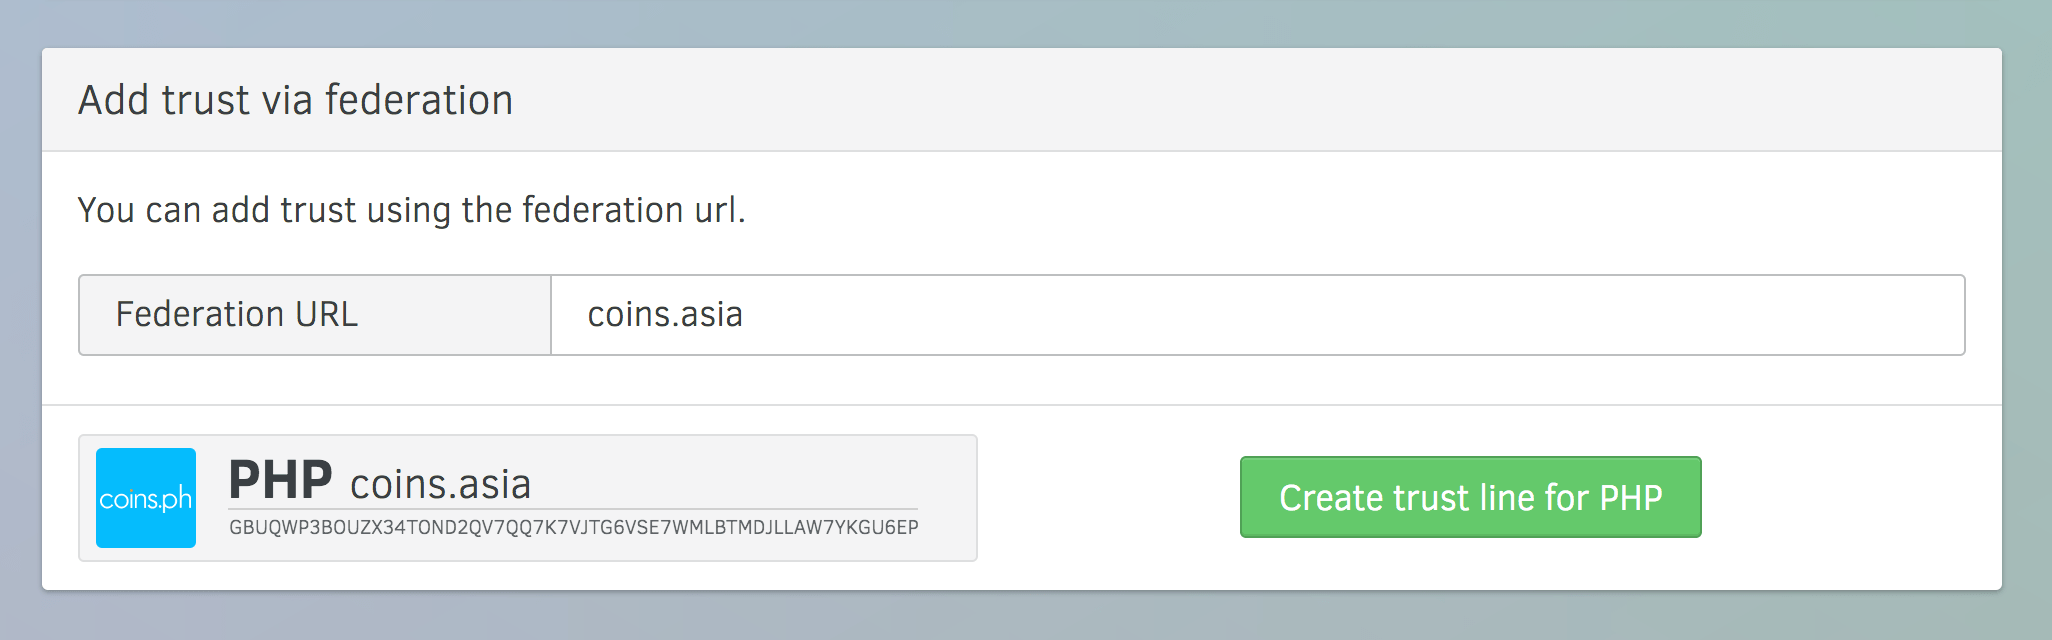 Add trust via federation
You can add trust using the federation url.
Federation URL
coins.asia
coins.ph
PHP coins.asia
GBUQWP3BOUZX34TOND2QV7QQ7K7VJTG6VSE7WMLBTMDJLLAW7YKGU6EP
Create trust line for PHP